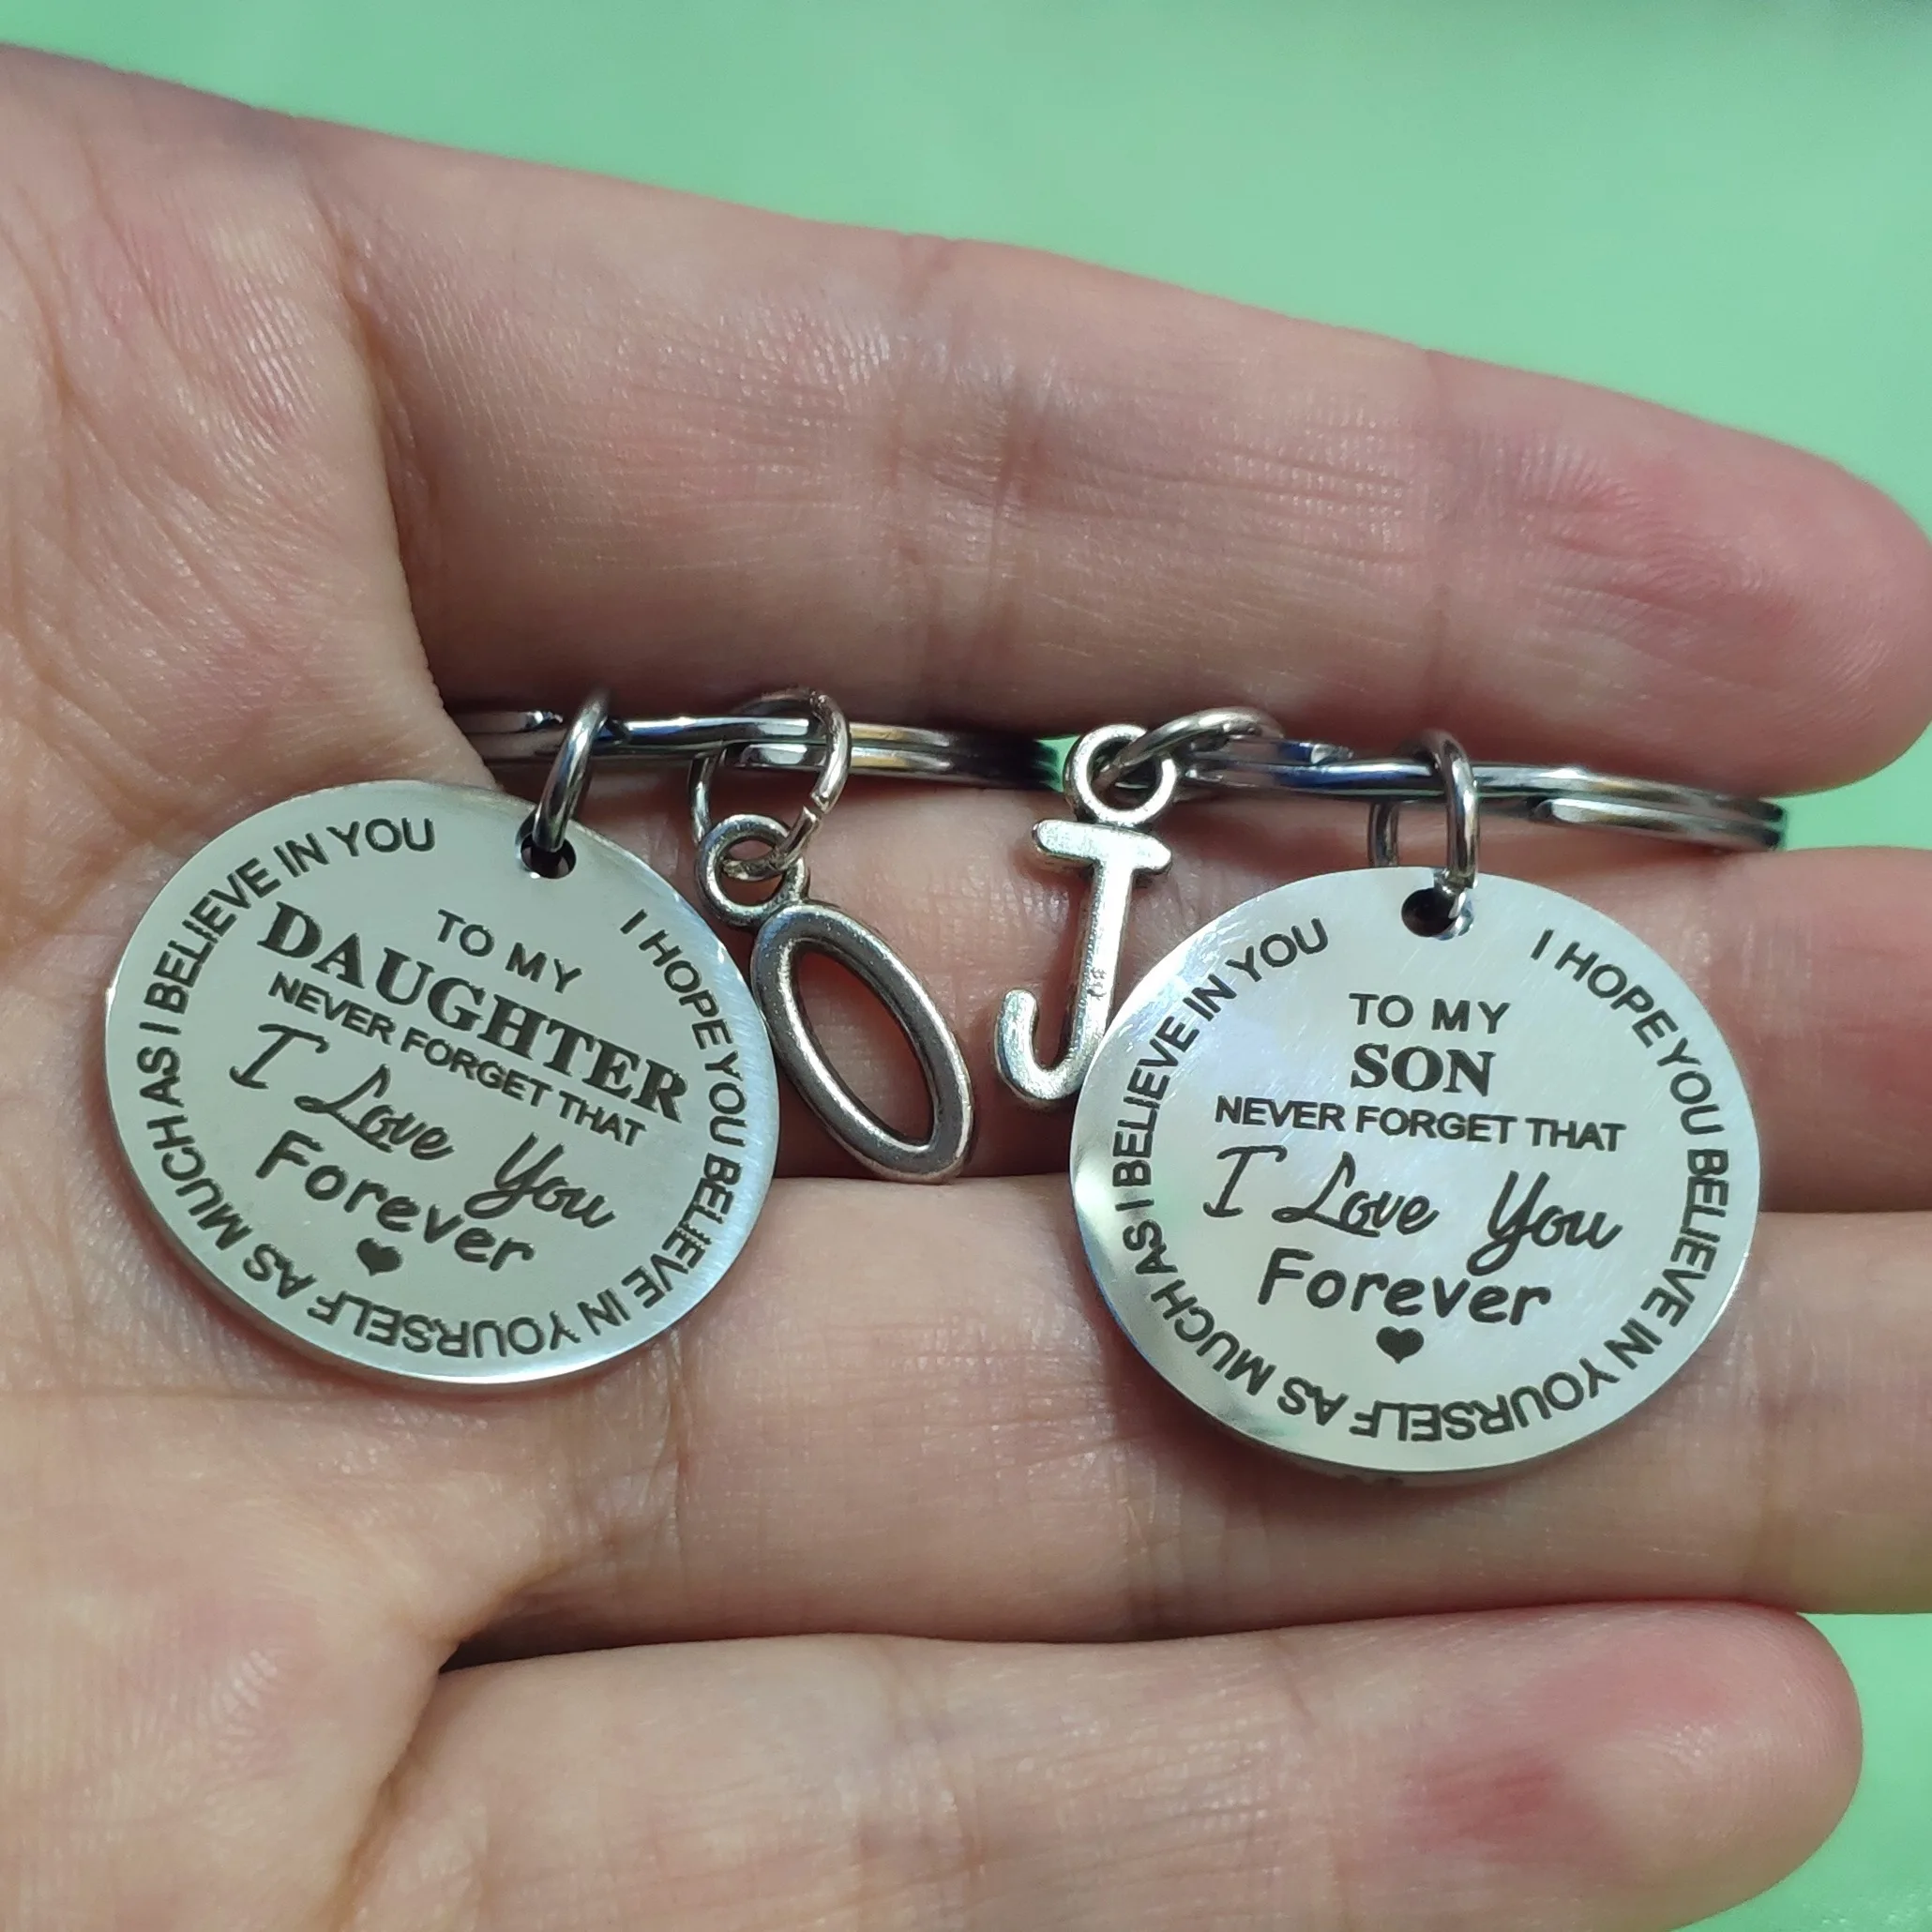 TO MY
DAUGHTER
NEVER FORGET THAT
I Love You
Forever
I HOPE YOU BELIEVE IN YOURSELF AS MUCH AS I BELIEVE IN YOU
O
J
TO MY
SON
NEVER FORGET THAT
I Love You
Forever
I HOPE YOU BELIEVE IN YOURSELF AS MUCH AS I BELIEVE IN YOU